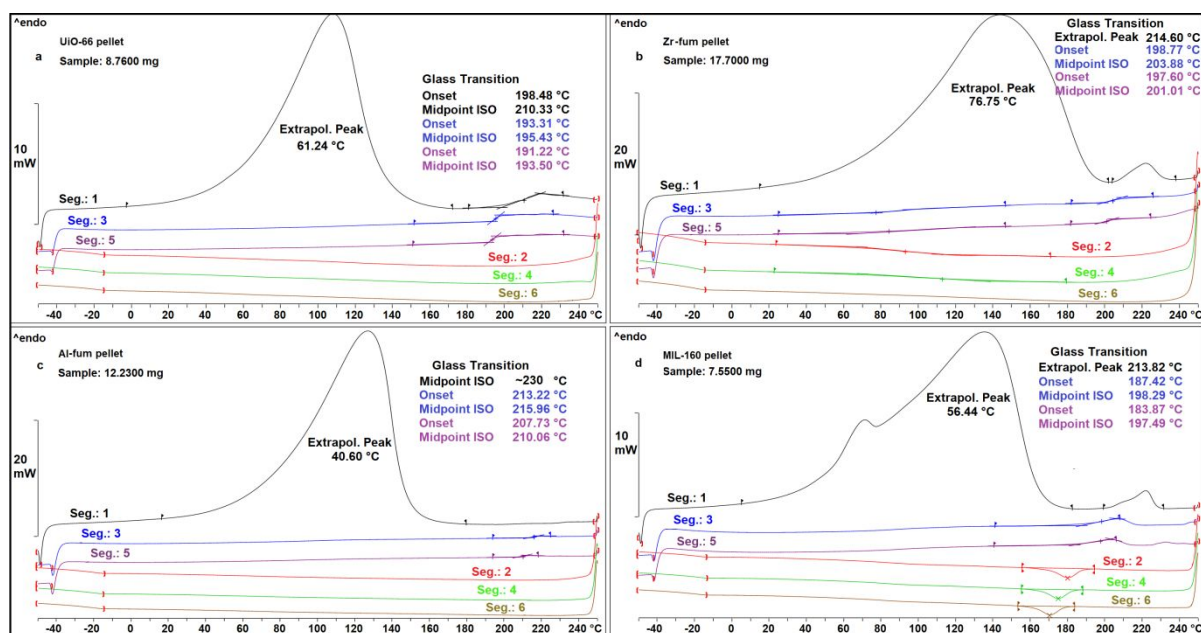 ^endo
UiO-66 pellet
a
Sample: 8.7600 mg
Glass Transition
Onset 198.48 °C
Midpoint ISO 210.33 °C
Onset 193.31 °C
Midpoint ISO 195.43 °C
Onset 191.22 °C
Midpoint ISO 193.50 °C
Extrapol. Peak
61.24 °C
10
mW
Seg.: 1
Seg.: 3
Seg.: 5
Seg.: 2
Seg.: 4
Seg.: 6
-40 -20 0 20 40 60 80 100 120 140 160 180 200 220 °C
^endo
Zr-fum pellet
b
Sample: 17.7000 mg
Glass Transition
Extrapol. Peak 214.60 °C
Onset 198.77 °C
Midpoint ISO 203.88 °C
Onset 197.60 °C
Midpoint ISO 201.01 °C
Extrapol. Peak
76.75 °C
20
mW
Seg.: 1
Seg.: 3
Seg.: 5
Seg.: 2
Seg.: 4
Seg.: 6
-40 -20 0 20 40 60 80 100 120 140 160 180 200 220 240 °C
^endo
Al-fum pellet
c
Sample: 12.2300 mg
Glass Transition
Midpoint ISO ~230 °C
Onset 213.22 °C
Midpoint ISO 215.96 °C
Onset 207.73 °C
Midpoint ISO 210.06 °C
Extrapol. Peak
40.60 °C
20
mW
Seg.: 1
Seg.: 3
Seg.: 5
Seg.: 2
Seg.: 4
Seg.: 6
-40 -20 0 20 40 60 80 100 120 140 160 180 200 220 °C
^endo
MIL-160 pellet
d
Sample: 7.5500 mg
Glass Transition
Extrapol. Peak 213.82 °C
Onset 187.42 °C
Midpoint ISO 198.29 °C
Onset 183.87 °C
Midpoint ISO 197.49 °C
Extrapol. Peak
56.44 °C
10
mW
Seg.: 1
Seg.: 3
Seg.: 5
Seg.: 2
Seg.: 4
Seg.: 6
-40 -20 0 20 40 60 80 100 120 140 160 180 200 220 240 °C